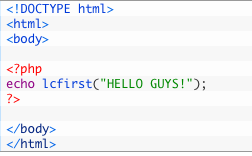 <!DOCTYPE html>
<html>
<body>
<?php
echo lcfirst("HELLO GUYS!");
?>
</body>
</html>